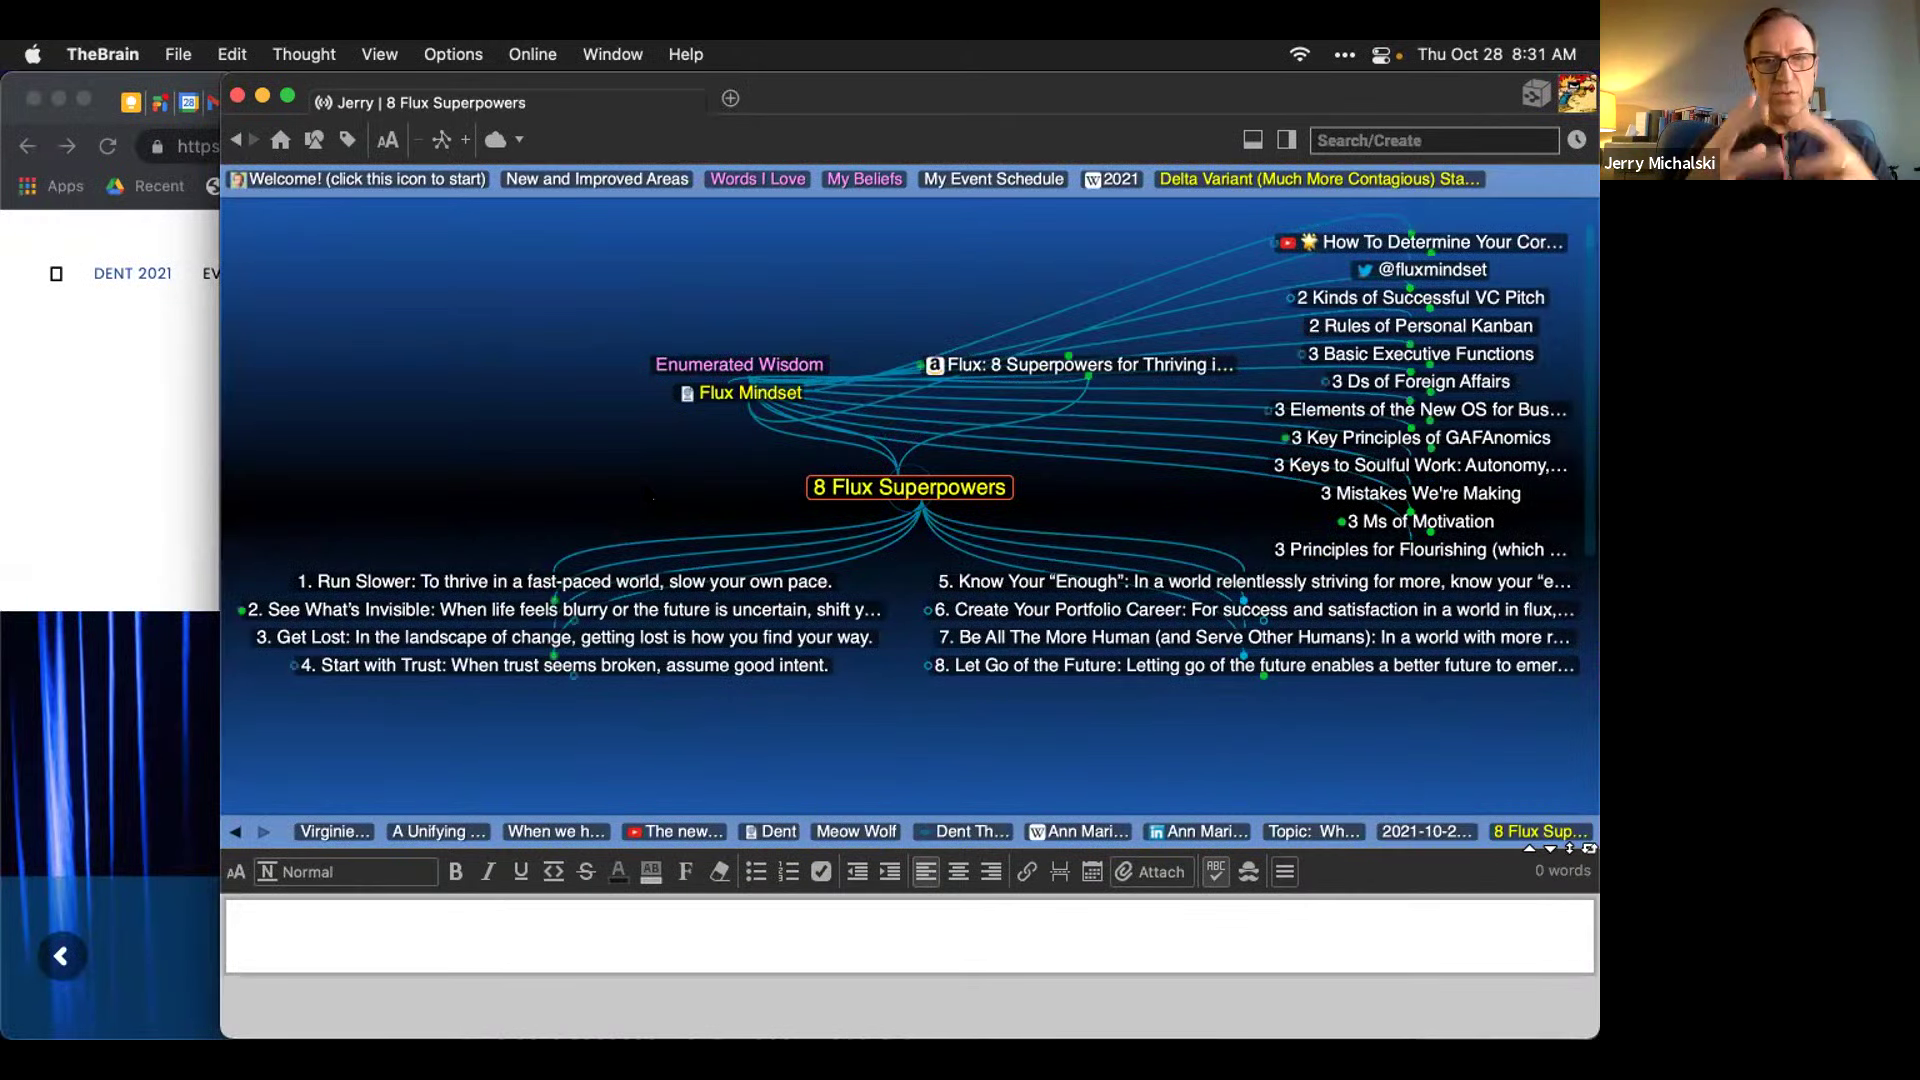 TheBrain File Edit Thought View Options Online Window Help Thu Oct 28 8:31 AM
Jerry | 8 Flux Superpowers
28
https
Search/Create
Apps Recent
Welcome! (click this icon to start) New and Improved Areas Words I Love My Beliefs My Event Schedule W 2021 Delta Variant (Much More Contagious) Sta...
Jerry Michalski
DENT 2021 EV
How To Determine Your Cor...
@fluxmindset
2 Kinds of Successful VC Pitch
2 Rules of Personal Kanban
3 Basic Executive Functions
3 Ds of Foreign Affairs
3 Elements of the New OS for Bus...
3 Key Principles of GAFAnomics
3 Keys to Soulful Work: Autonomy,...
3 Mistakes We're Making
3 Ms of Motivation
3 Principles for Flourishing (which ...
Enumerated Wisdom
Flux Mindset
a Flux: 8 Superpowers for Thriving i...
8 Flux Superpowers
1. Run Slower: To thrive in a fast-paced world, slow your own pace.
2. See What's Invisible: When life feels blurry or the future is uncertain, shift y...
3. Get Lost: In the landscape of change, getting lost is how you find your way.
4. Start with Trust: When trust seems broken, assume good intent.
5. Know Your “Enough”: In a world relentlessly striving for more, know your “e...
6. Create Your Portfolio Career: For success and satisfaction in a world in flux,...
7. Be All The More Human (and Serve Other Humans): In a world with more r...
8. Let Go of the Future: Letting go of the future enables a better future to emer...
Virginie... A Unifying ... When we h... The new... Dent Meow Wolf Dent Th... W Ann Mari... in Ann Mari... Topic: Wh... 2021-10-2... 8 Flux Sup...
AA N Normal B I U S A AB F Attach ABC 0 words